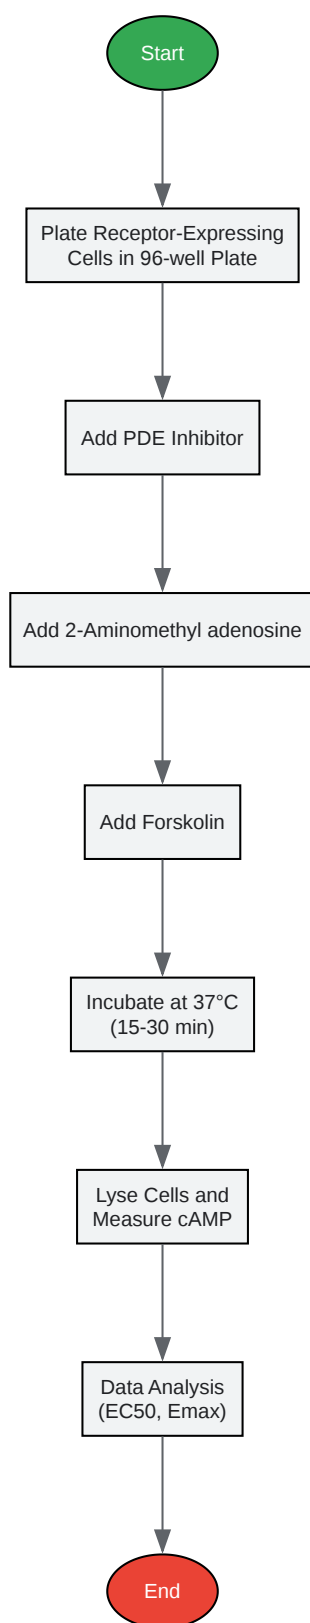 Start
Plate Receptor-Expressing
Cells in 96-well Plate
Add PDE Inhibitor
Add 2-Aminomethyl adenosine
Add Forskolin
Incubate at 37°C
(15-30 min)
Lyse Cells and
Measure cAMP
Data Analysis
(EC50, Emax)
End